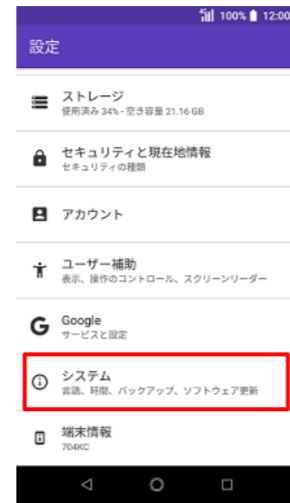 100% 12:00
設定
ストレージ
使用済み 34% - 空き容量 21.16 GB
セキュリティと現在地情報
セキュリティの種類
アカウント
ユーザー補助
表示、操作のコントロール、スクリーンリーダー
G Google
サービスと設定
システム
言語、時間、バックアップ、ソフトウェア更新
端末情報
704KC